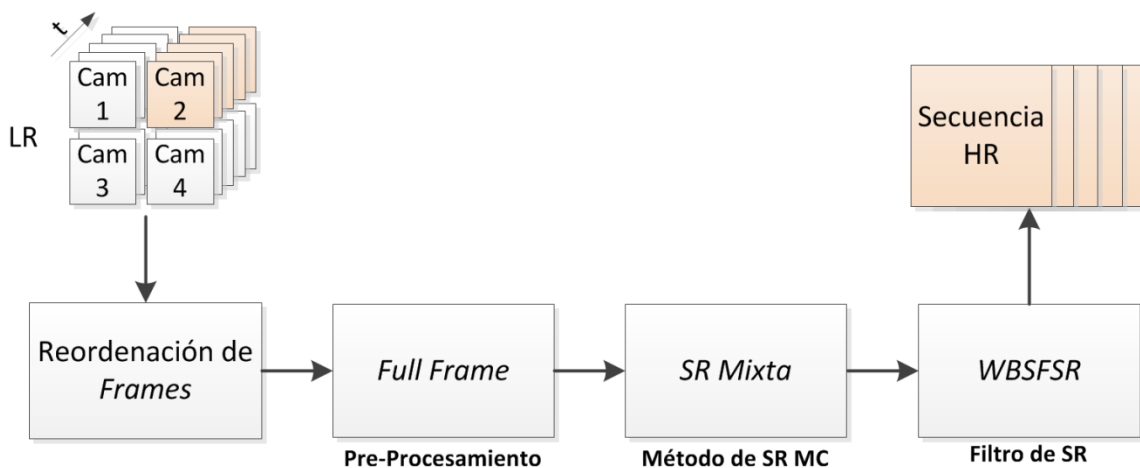 t
Cam
1
Cam
2
LR
Cam
3
Cam
4
Secuencia
HR
Reordenación de
Frames
Full Frame
SR Mixta
WBSFSR
Pre-Procesamiento
Método de SR MC
Filtro de SR